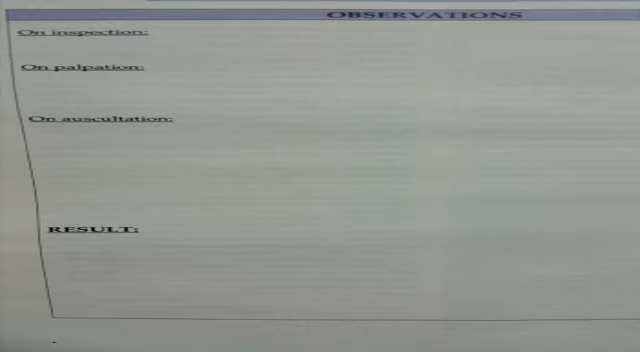 OBSERVATIONS
On inspection:
On palpation:
On auscultation:
RESULT: